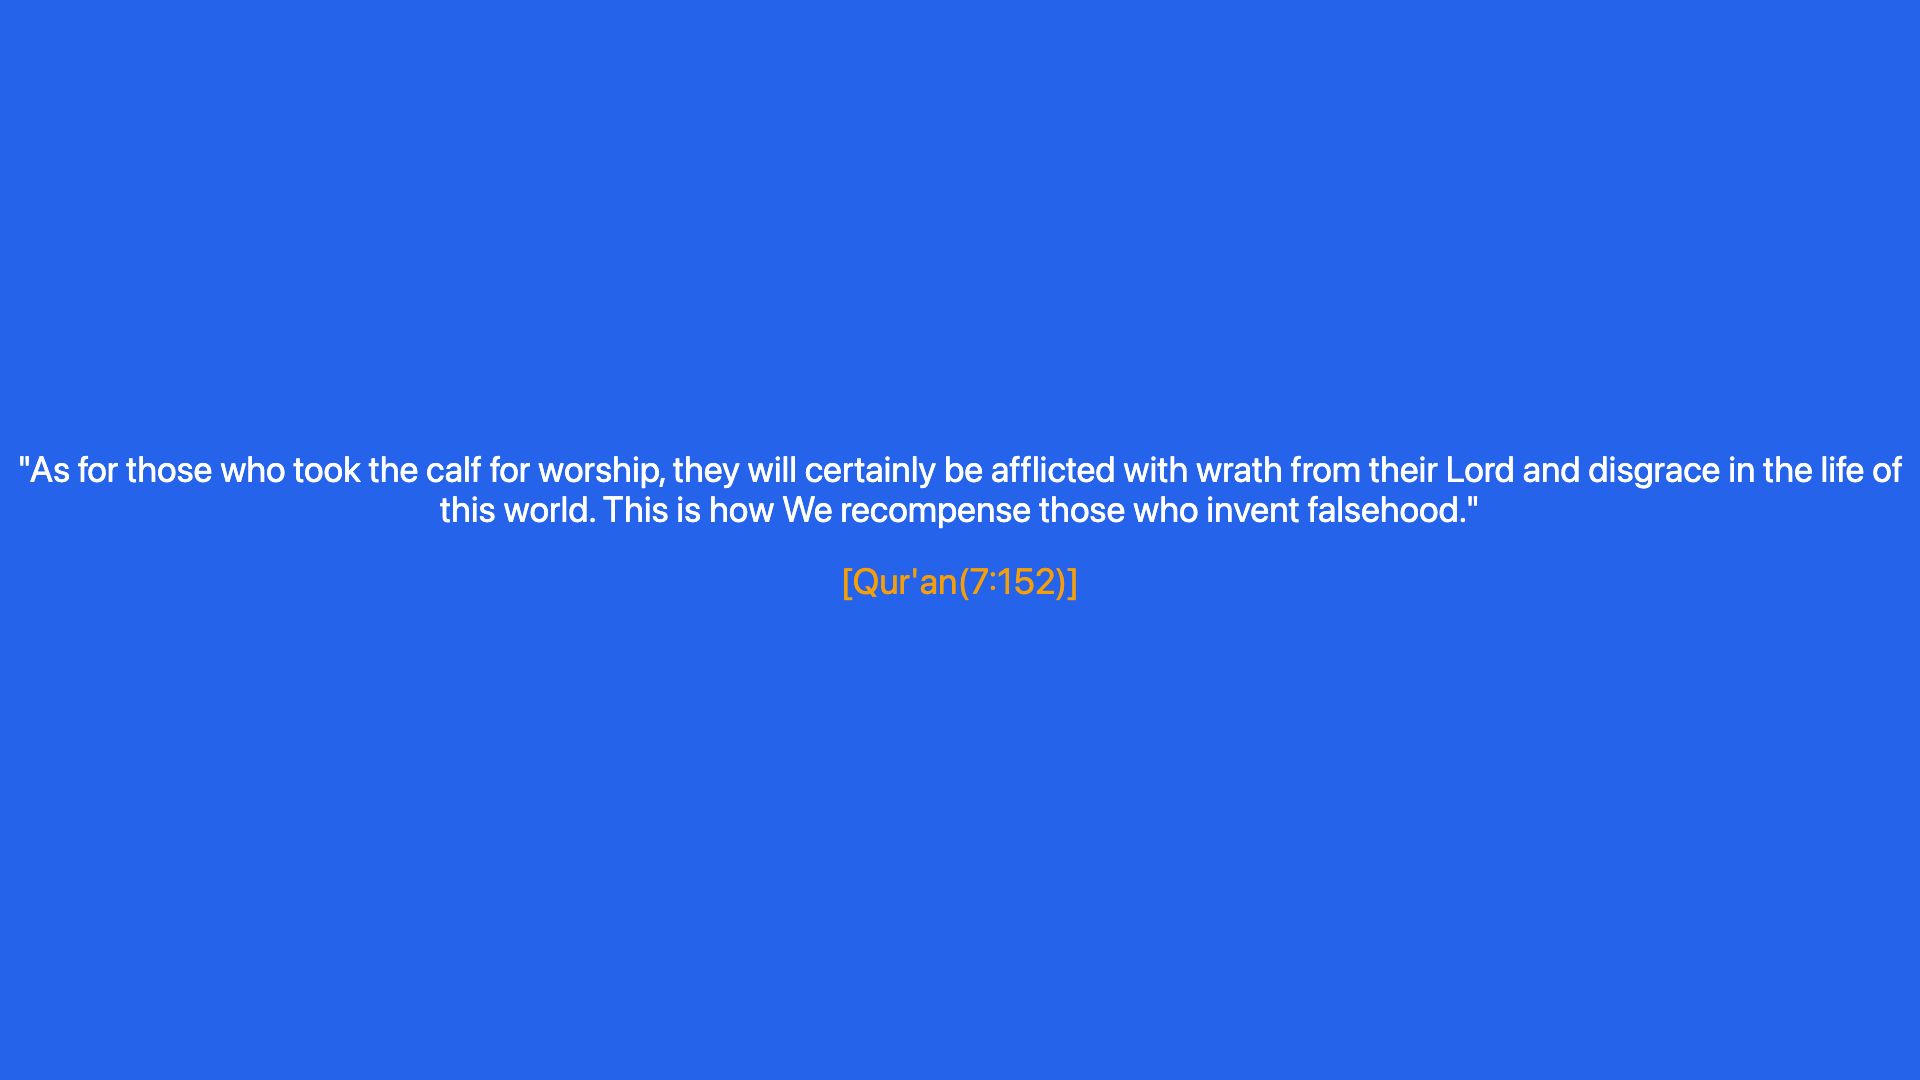 "As for those who took the calf for worship, they will certainly be afflicted with wrath from their Lord and disgrace in the life of
this world. This is how We recompense those who invent falsehood."
[Qur'an(7:152)]